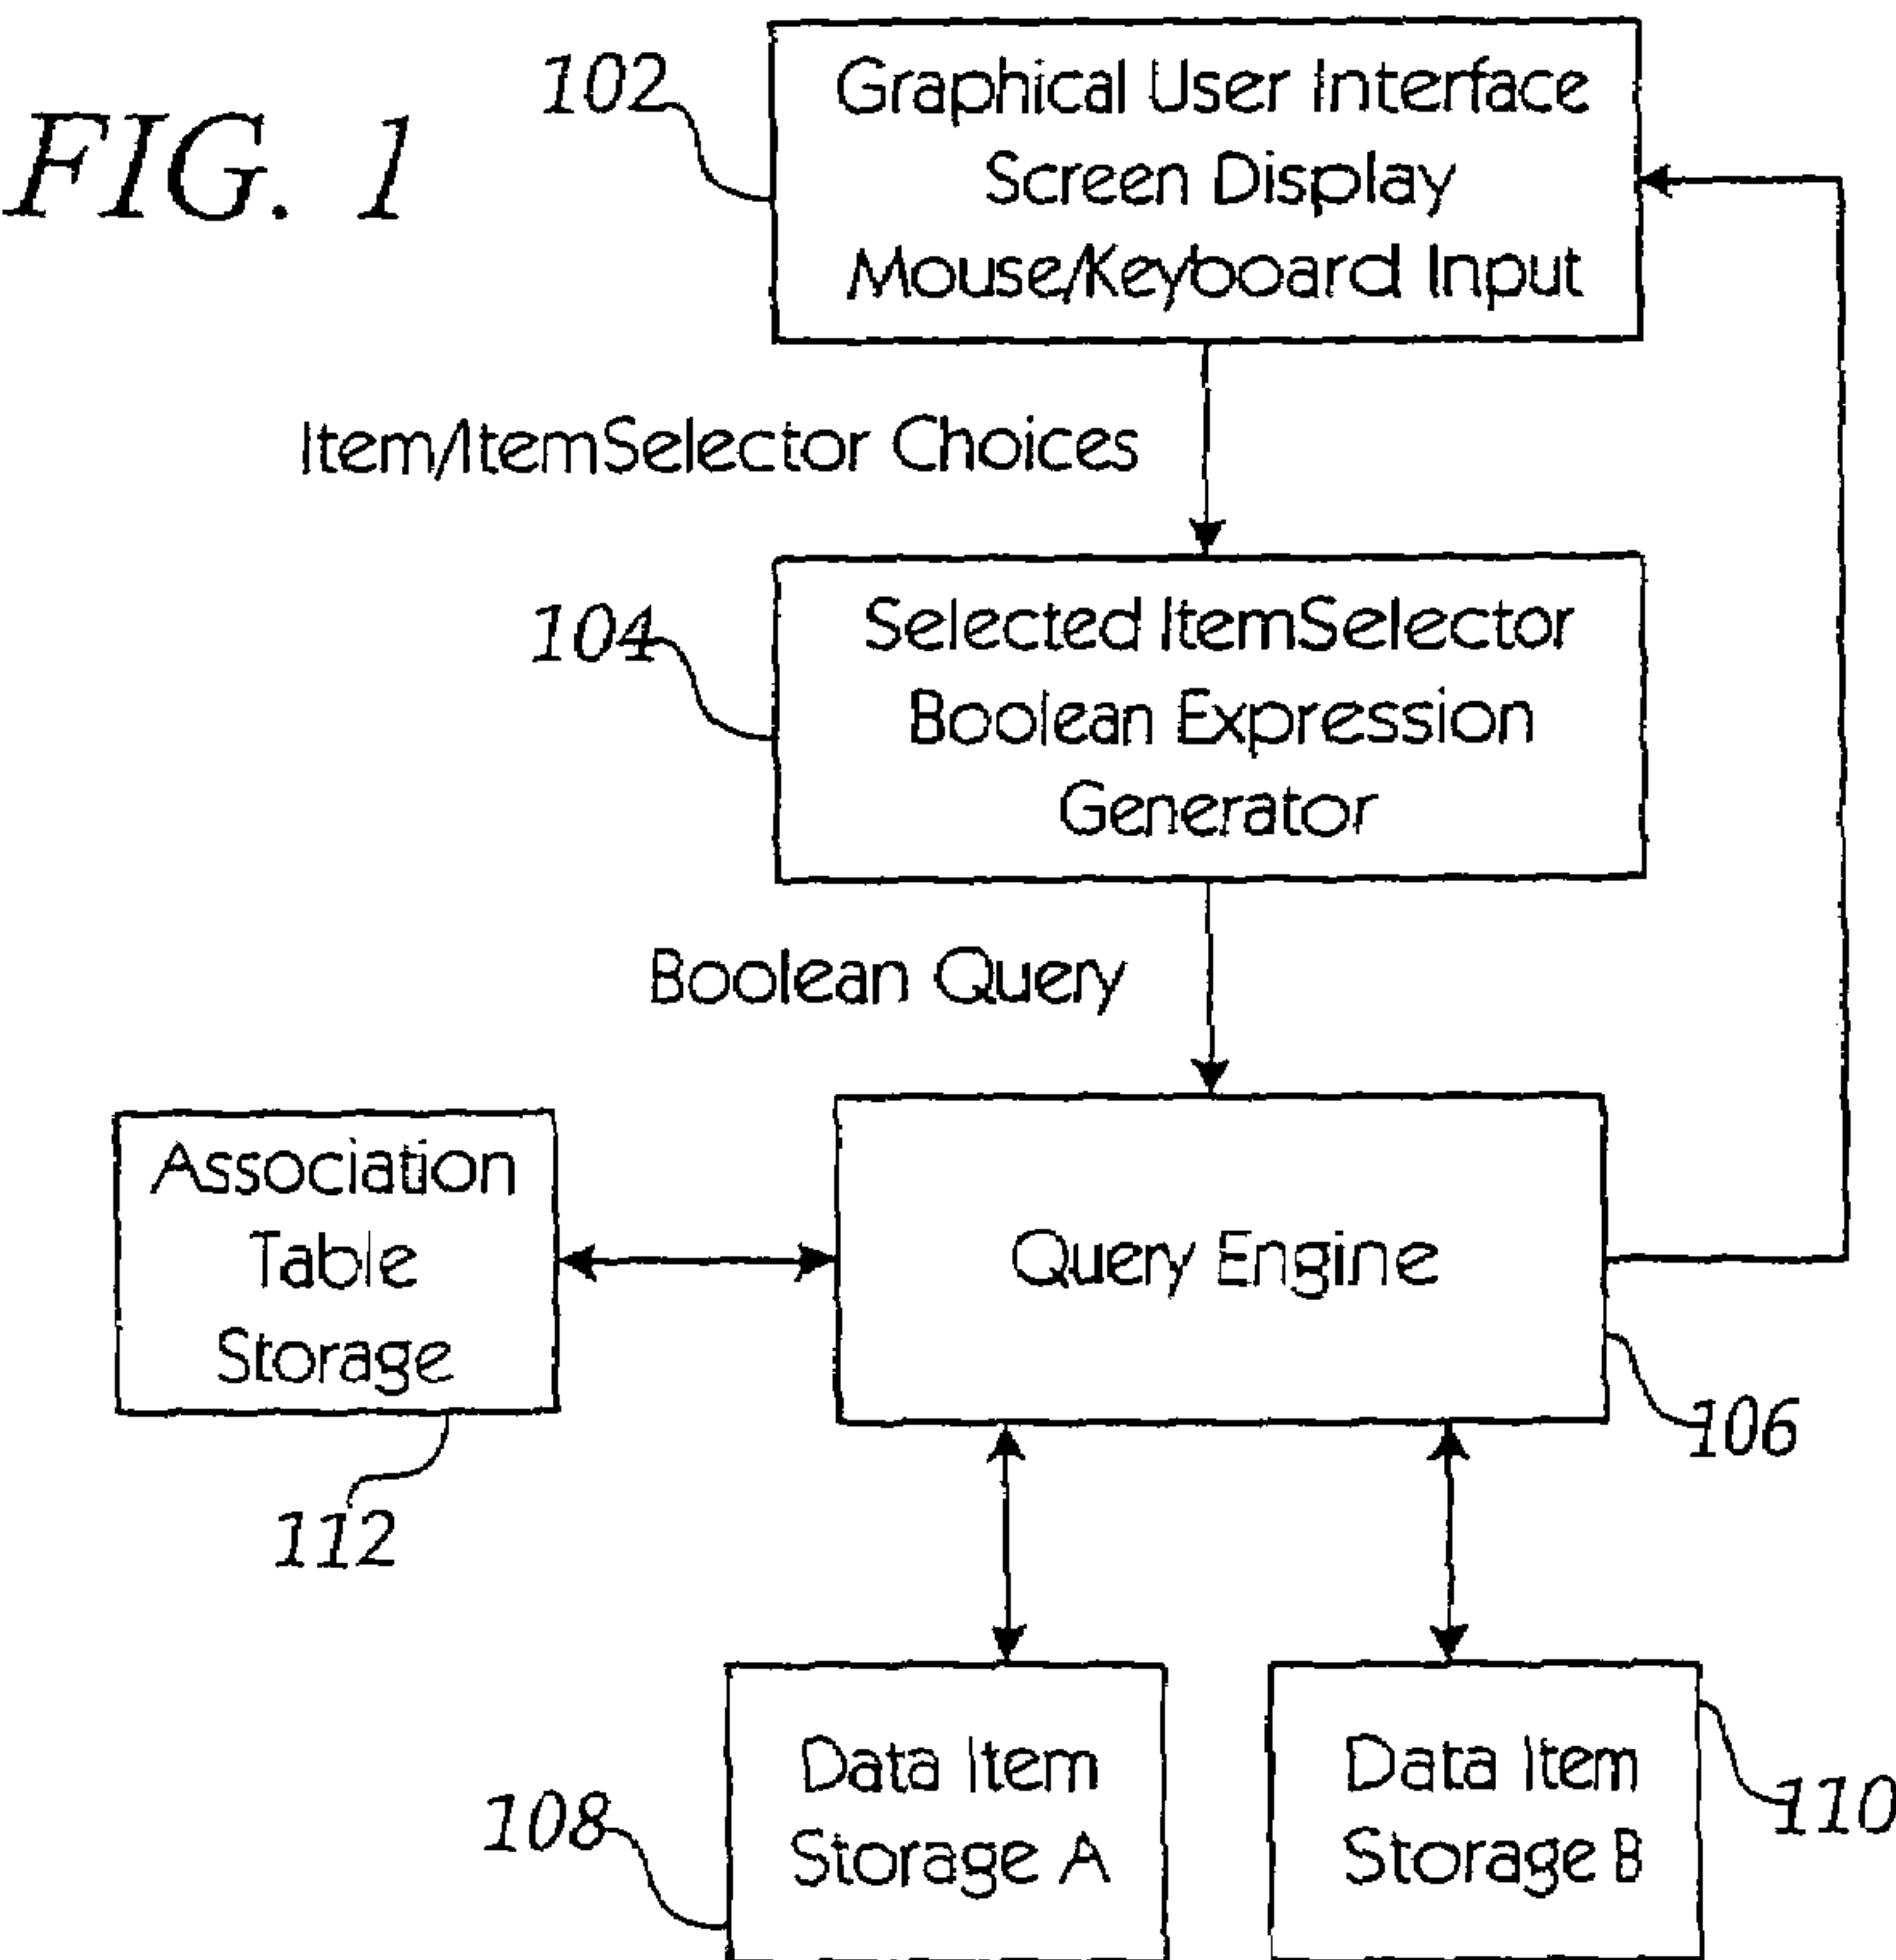 FIG. 1
102
Graphical User Interface
Screen Display
Mouse/Keyboard Input
Item/ItemSelector Choices
104
Selected ItemSelector
Boolean Expression
Generator
Boolean Query
Association
Table
Storage
112
Query Engine
106
108
Data Item
Storage A
Data Item
Storage B
110